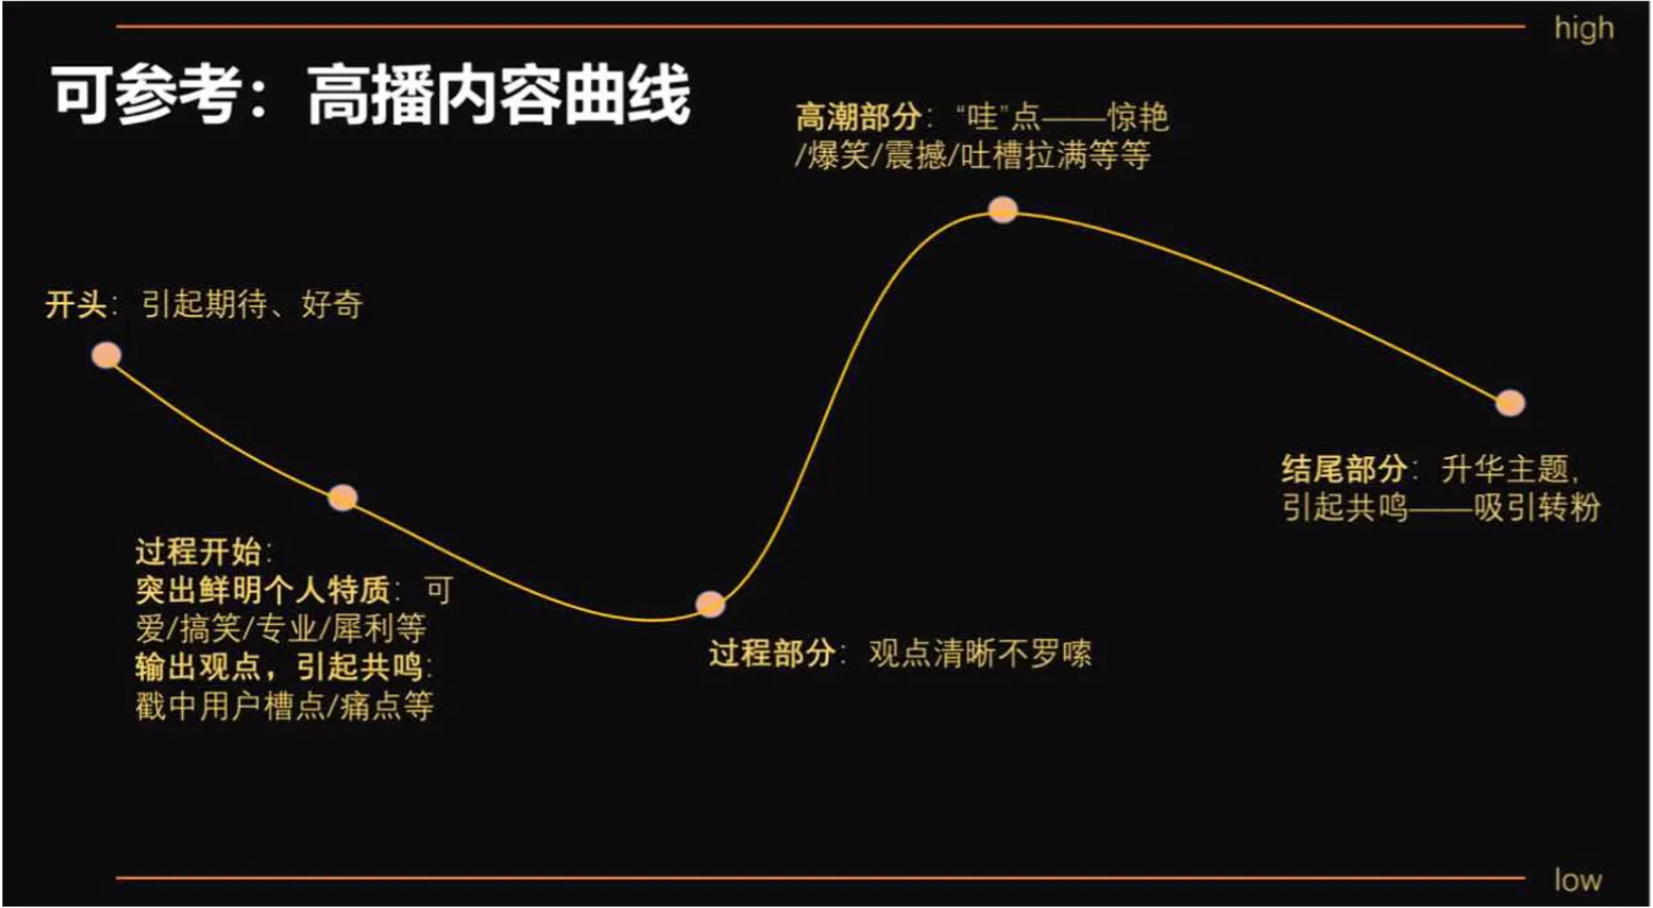 high
可参考：高播内容曲线
高潮部分：“哇”点——惊艳
/爆笑/震撼/吐槽拉满等等
开头：引起期待、好奇
结尾部分：升华主题，
引起共鸣——吸引转粉
过程开始：
突出鲜明个人特质：可
爱/搞笑/专业/犀利等
输出观点，引起共鸣：
戳中用户槽点/痛点等
过程部分：观点清晰不罗嗦
low